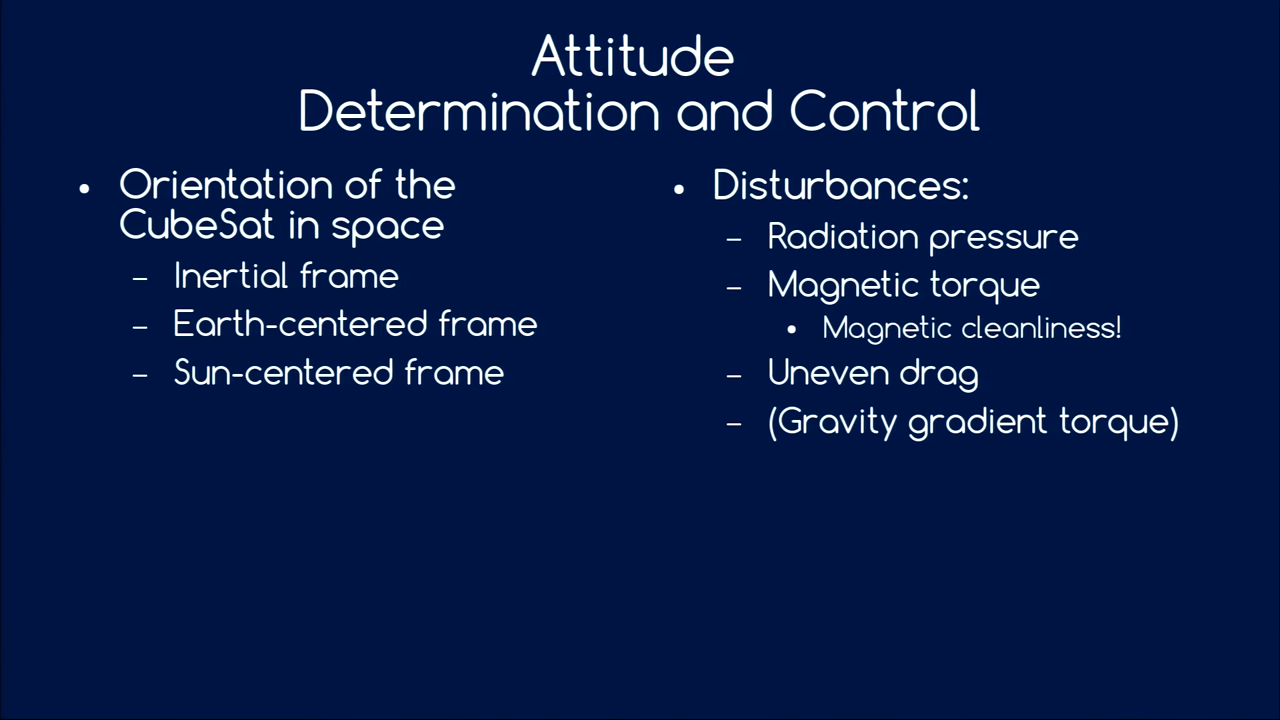 Attitude
Determination and Control
• Orientation of the
CubeSat in space
– Inertial frame
– Earth-centered frame
– Sun-centered frame
• Disturbances:
– Radiation pressure
– Magnetic torque
• Magnetic cleanliness!
– Uneven drag
– (Gravity gradient torque)